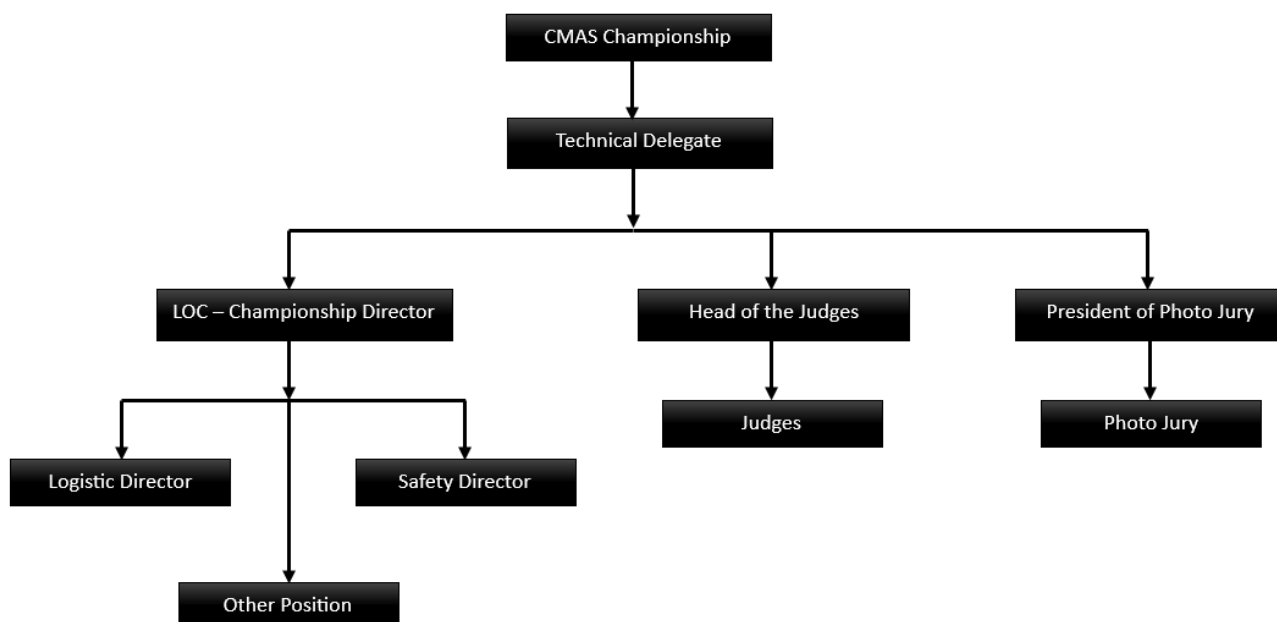 CMAS Championship
Technical Delegate
LOC – Championship Director
Head of the Judges
President of Photo Jury
Judges
Photo Jury
Logistic Director
Safety Director
Other Position